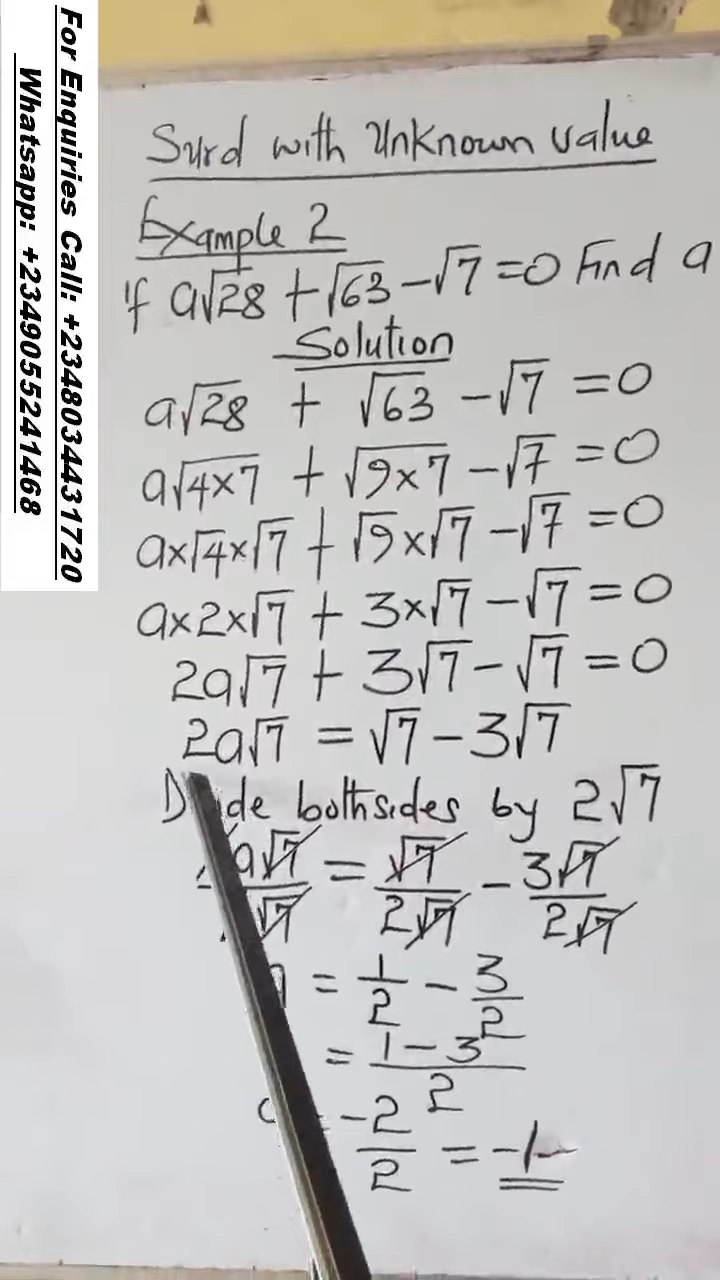 For Enquiries Call: +2348034431720
Whatsapp: +2349055241468
Surd with Unknown value
Example 2
If a√28 + √63 - √7 = 0 Find a
Solution
a√28 + √63 - √7 = 0
a√4×7 + √9×7 - √7 = 0
a×√4×√7 + √9×√7 - √7 = 0
a×2×√7 + 3×√7 - √7 = 0
2a√7 + 3√7 - √7 = 0
2a√7 = √7 - 3√7
bothsides by 2√7
a√7/√7 = √7/2√7 - 3√7/2√7
= 1/2 - 3/2
= 1-3/2
-2/2 = -1